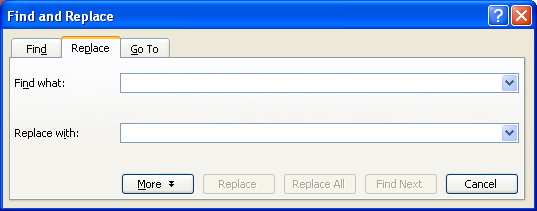 Find and Replace
Find Replace Go To
Find what:
Replace with:
More Replace Replace All Find Next Cancel